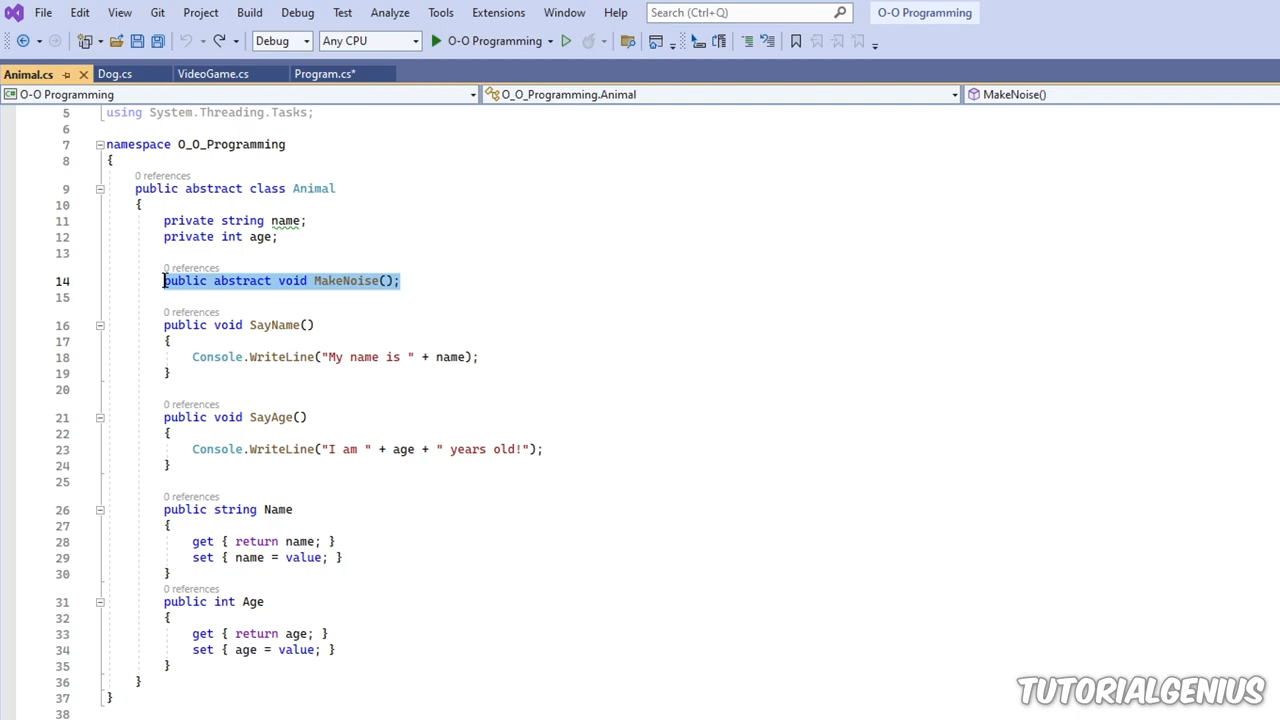 File Edit View Git Project Build Debug Test Analyze Tools Extensions Window Help Search (Ctrl+Q) O-O Programming
Debug Any CPU O-O Programming
Animal.cs Dog.cs VideoGame.cs Program.cs*
O-O Programming O_O_Programming.Animal MakeNoise()
5 using System.Threading.Tasks;
6
7 namespace O_O_Programming
8 {
0 references
9 public abstract class Animal
10 {
11 private string name;
12 private int age;
13
0 references
14 public abstract void MakeNoise();
15
0 references
16 public void SayName()
17 {
18 Console.WriteLine("My name is " + name);
19 }
20
0 references
21 public void SayAge()
22 {
23 Console.WriteLine("I am " + age + " years old!");
24 }
25
0 references
26 public string Name
27 {
28 get { return name; }
29 set { name = value; }
30 }
0 references
31 public int Age
32 {
33 get { return age; }
34 set { age = value; }
35 }
36 }
37 }
38
TUTORIALGENIUS